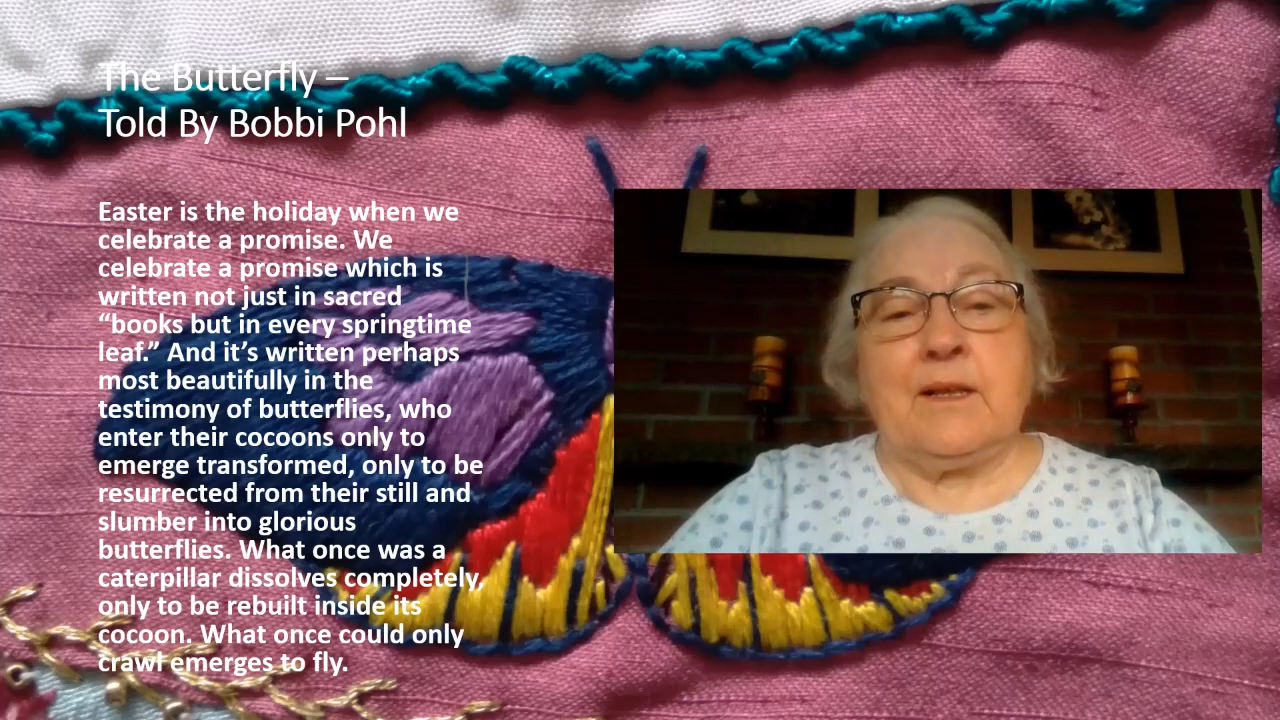 The Butterfly –
Told By Bobbi Pohl
Easter is the holiday when we
celebrate a promise. We
celebrate a promise which is
written not just in sacred
“books but in every springtime
leaf.” And it’s written perhaps
most beautifully in the
testimony of butterflies, who
enter their cocoons only to
emerge transformed, only to be
resurrected from their still and
slumber into glorious
butterflies. What once was a
caterpillar dissolves completely,
only to be rebuilt inside its
cocoon. What once could only
crawl emerges to fly.